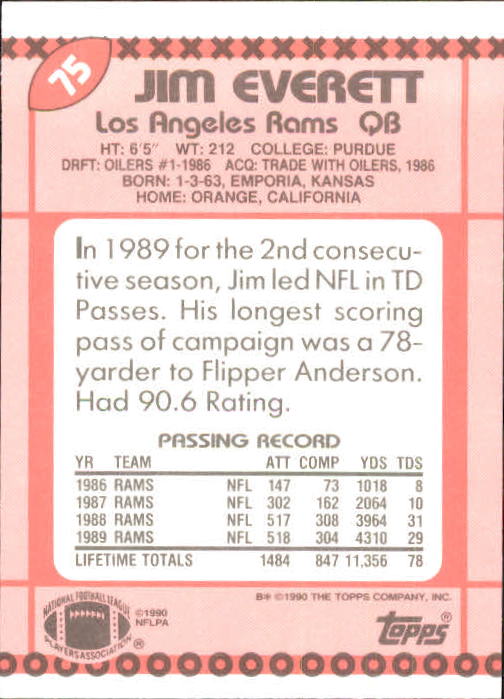 75
JIM EVERETT
Los Angeles Rams QB
HT: 6'5" WT: 212 COLLEGE: PURDUE
DRFT: OILERS #1-1986 ACQ: TRADE WITH OILERS, 1986
BORN: 1-3-63, EMPORIA, KANSAS
HOME: ORANGE, CALIFORNIA
In 1989 for the 2nd consecu-
tive season, Jim led NFL in TD
Passes. His longest scoring
pass of campaign was a 78-
yarder to Flipper Anderson.
Had 90.6 Rating.
PASSING RECORD
YR TEAM ATT COMP YDS TDS
1986 RAMS NFL 147 73 1018 8
1987 RAMS NFL 302 162 2064 10
1988 RAMS NFL 517 308 3964 31
1989 RAMS NFL 518 304 4310 29
LIFETIME TOTALS 1484 847 11,356 78
B* ©1990 THE TOPPS COMPANY, INC.
NATIONAL FOOTBALL LEAGUE
PLAYERS ASSOCIATION ®
©1990
NFLPA
TOPPS®